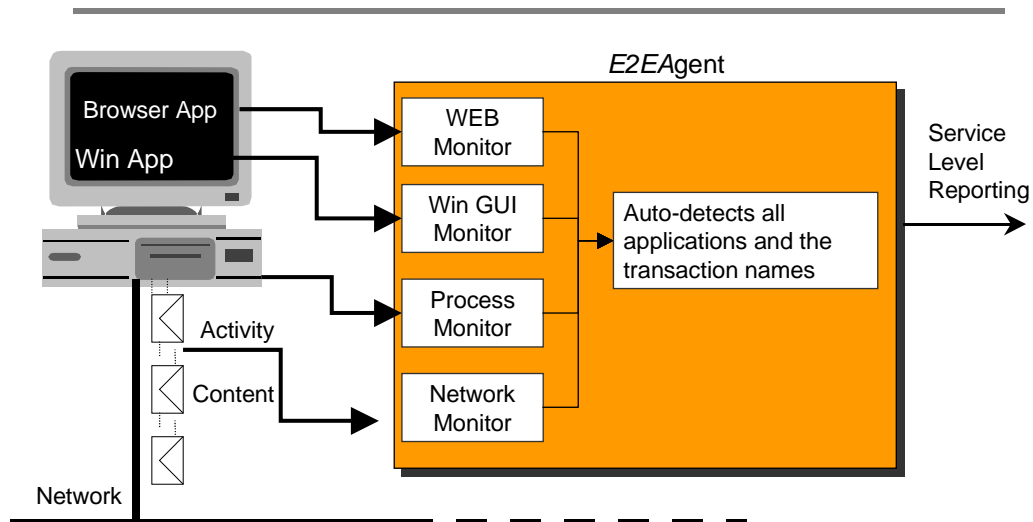 E2EAgent
Browser App
Win App
WEB
Monitor
Win GUI
Monitor
Process
Monitor
Network
Monitor
Auto-detects all
applications and the
transaction names
Service
Level
Reporting
Activity
Content
Network